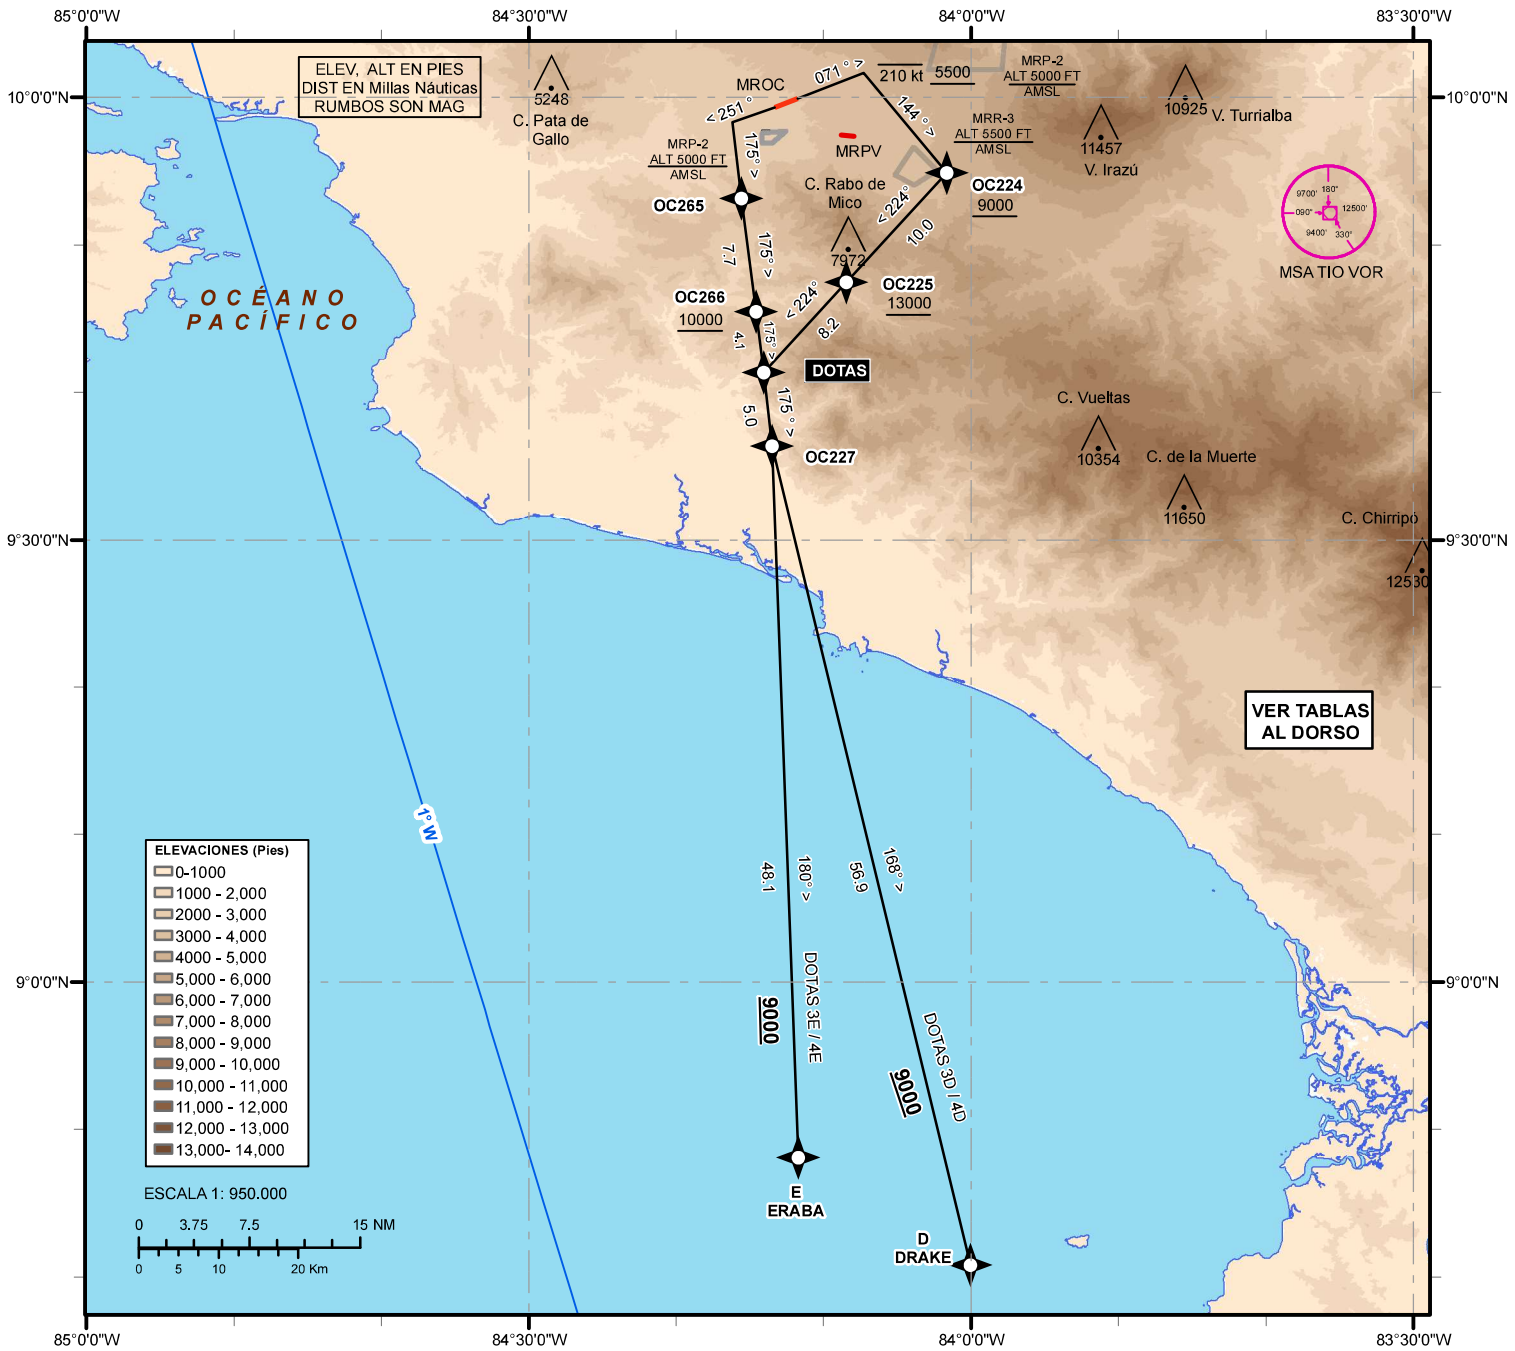 85°0'0"W
84°30'0"W
84°0'0"W
83°30'0"W
ELEV, ALT EN PIES
DIST EN Millas Náuticas
RUMBOS SON MAG
5248
C. Pata de
Gallo
MROC
071° >
210 kt
5500
MRP-2
ALT 5000 FT
AMSL
10925
V. Turrialba
10°0'0"N
10°0'0"N
< 251°
144° >
MRR-3
ALT 5500 FT
AMSL
11457
V. Irazú
MRP-2
ALT 5000 FT
AMSL
175° >
MRPV
C. Rabo de
Mico
7972
OC265
OC224
9000
< 224°
10.0
9700'
180°
12500'
090°
9400'
330°
MSA TIO VOR
7.7
175° >
OCÉANO
PACÍFICO
OC266
10000
OC225
13000
< 224°
8.2
4.1
175° >
DOTAS
5.0
175° >
OC227
C. Vueltas
10354
C. de la Muerte
11650
C. Chirripó
12530
9°30'0"N
9°30'0"N
VER TABLAS
AL DORSO
1° W
48.1
180° >
56.9
168° >
ELEVACIONES (Pies)
0-1000
1000 - 2,000
2000 - 3,000
3000 - 4,000
4000 - 5,000
5,000 - 6,000
6,000 - 7,000
7,000 - 8,000
8,000 - 9,000
9,000 - 10,000
10,000 - 11,000
11,000 - 12,000
12,000 - 13,000
13,000- 14,000
9°0'0"N
9°0'0"N
9000
DOTAS 3E / 4E
9000
DOTAS 3D / 4D
E
ERABA
D
DRAKE
ESCALA 1: 950.000
0
3.75
7.5
15 NM
0
5
10
20 Km
85°0'0"W
84°30'0"W
84°0'0"W
83°30'0"W